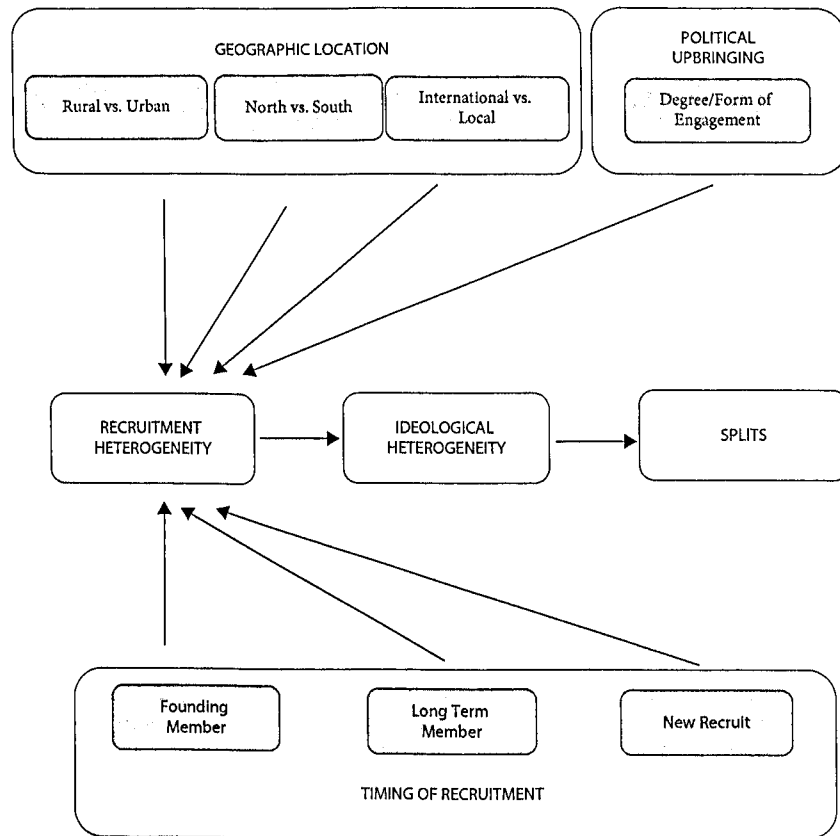 GEOGRAPHIC LOCATION
Rural vs. Urban
North vs. South
International vs.
Local
POLITICAL
UPBRINGING
Degree/Form of
Engagement
RECRUITMENT
HETEROGENEITY
IDEOLOGICAL
HETEROGENEITY
SPLITS
Founding
Member
Long Term
Member
New Recruit
TIMING OF RECRUITMENT